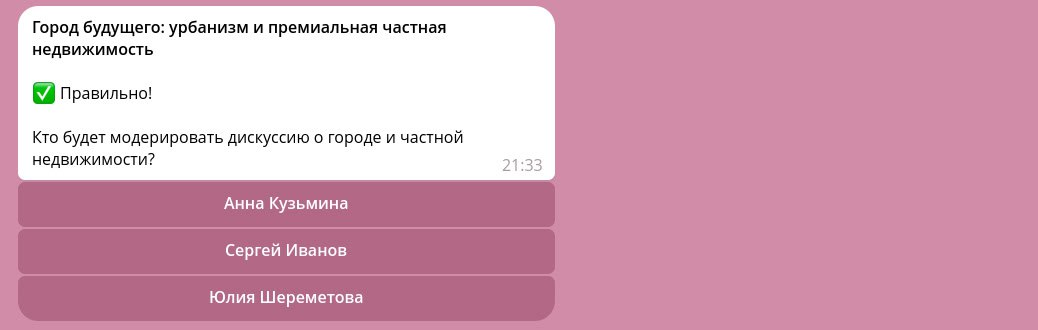 Город будущего: урбанизм и премиальная частная
недвижимость
✅ Правильно!
Кто будет модерировать дискуссию о городе и частной
недвижимости?
21:33
Анна Кузьмина
Сергей Иванов
Юлия Шереметова